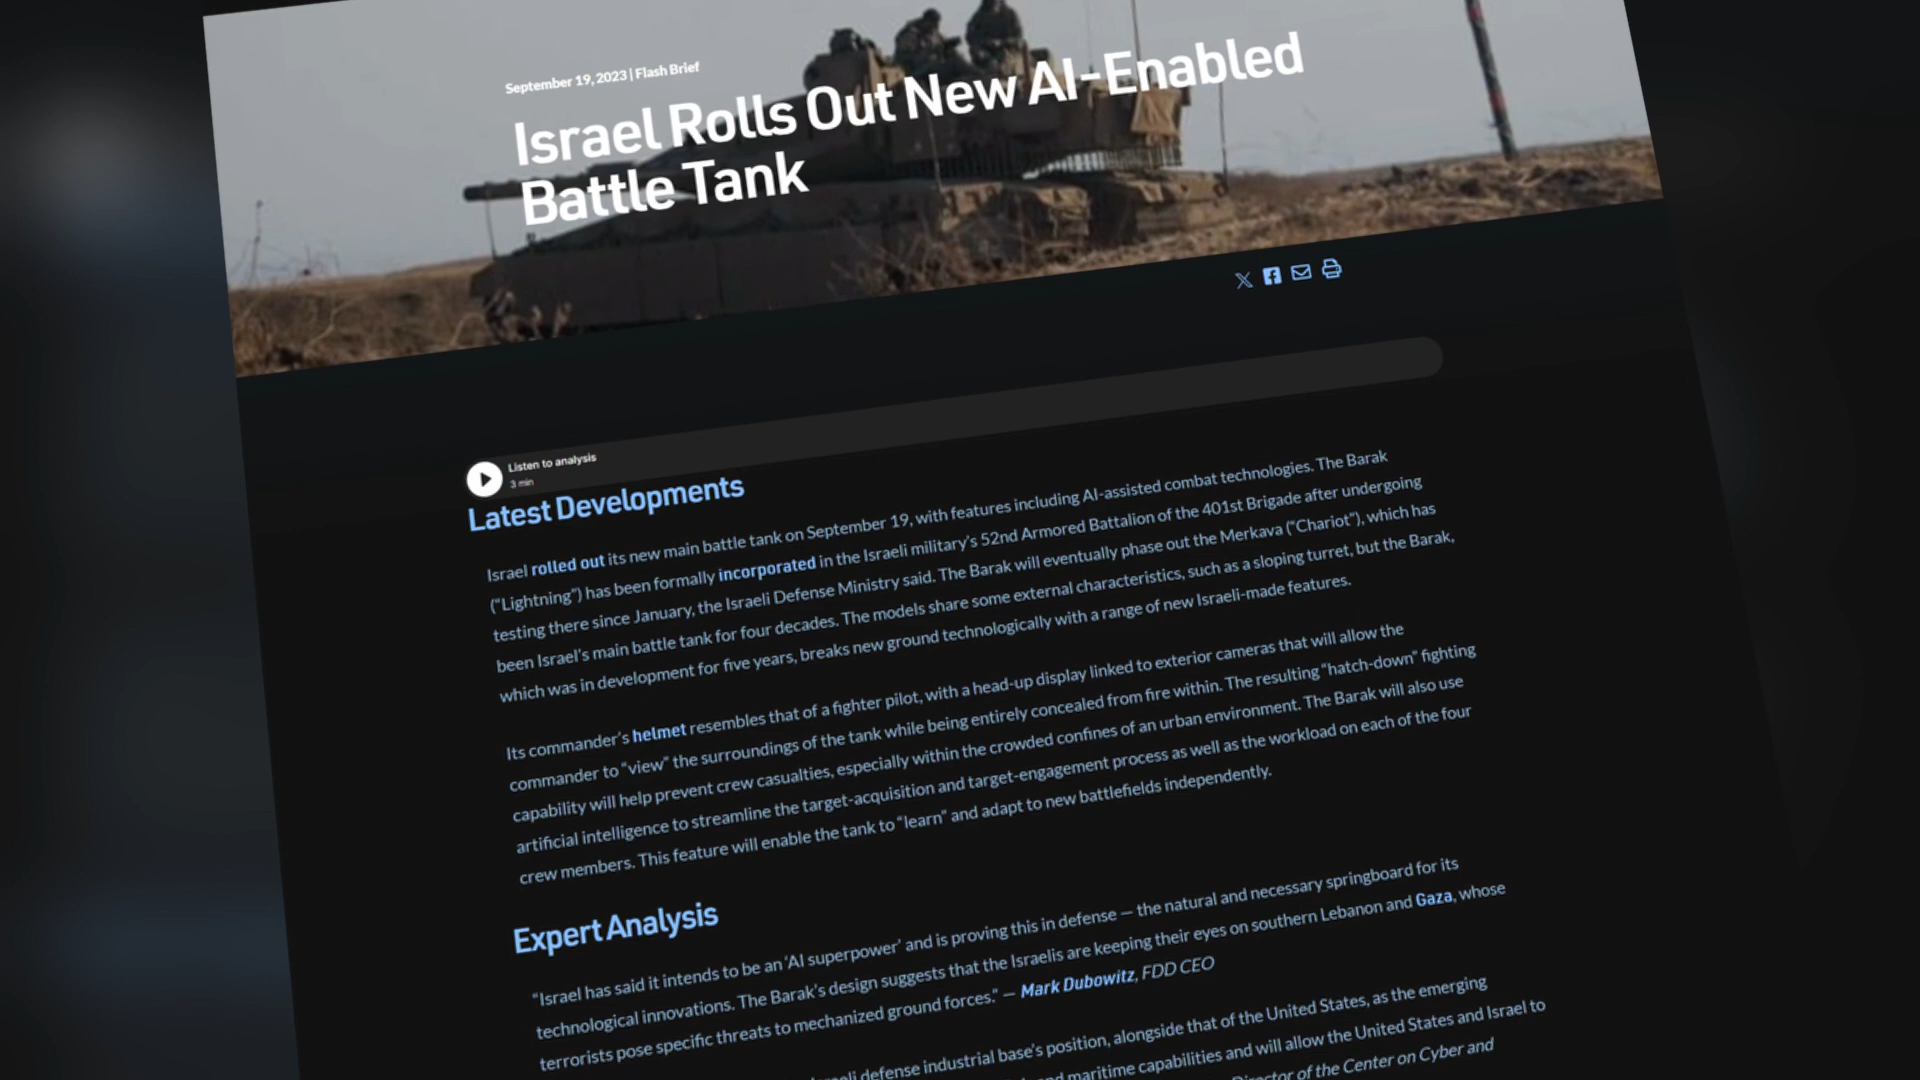 September 19, 2023 | Flash Brief
Israel Rolls Out New AI-Enabled
Battle Tank
Listen to analysis
3 min
Latest Developments
Israel rolled out its new main battle tank on September 19, with features including AI-assisted combat technologies. The Barak
("Lightning") has been formally incorporated in the Israeli military's 52nd Armored Battalion of the 401st Brigade after undergoing
testing there since January, the Israeli Defense Ministry said. The Barak will eventually phase out the Merkava ("Chariot"), which has
been Israel's main battle tank for four decades. The models share some external characteristics, such as a sloping turret, but the Barak,
which was in development for five years, breaks new ground technologically with a range of new Israeli-made features.
Its commander's helmet resembles that of a fighter pilot, with a head-up display linked to exterior cameras that will allow the
commander to "view" the surroundings of the tank while being entirely concealed from fire within. The resulting "hatch-down" fighting
capability will help prevent crew casualties, especially within the crowded confines of an urban environment. The Barak will also use
artificial intelligence to streamline the target-acquisition and target-engagement process as well as the workload on each of the four
crew members. This feature will enable the tank to "learn" and adapt to new battlefields independently.
Expert Analysis
"Israel has said it intends to be an 'AI superpower' and is proving this in defense — the natural and necessary springboard for its
technological innovations. The Barak's design suggests that the Israelis are keeping their eyes on southern Lebanon and Gaza, whose
terrorists pose specific threats to mechanized ground forces." — Mark Dubowitz, FDD CEO
defense industrial base's position, alongside that of the United States, as the emerging
maritime capabilities and will allow the United States and Israel to
Director of the Center on Cyber and